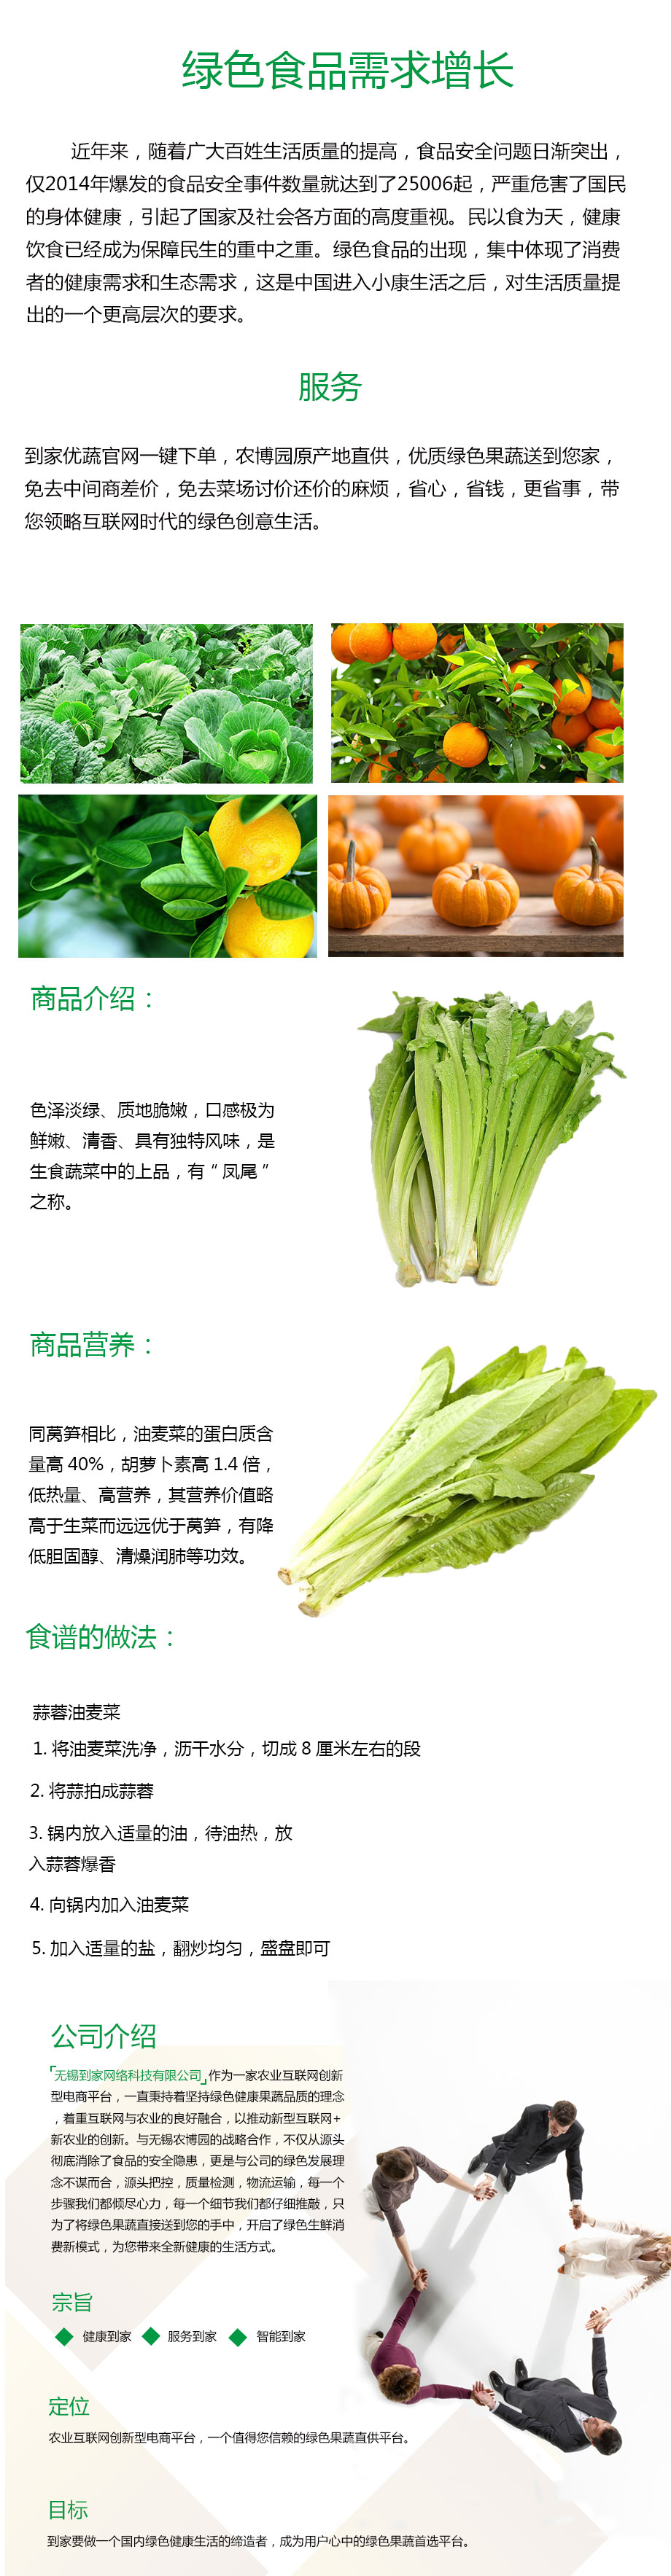 绿色食品需求增长
近年来，随着广大百姓生活质量的提高，食品安全问题日渐突出，
仅2014年爆发的食品安全事件数量就达到了25006起，严重危害了国民
的身体健康，引起了国家及社会各方面的高度重视。民以食为天，健康
饮食已经成为保障民生的重中之重。绿色食品的出现，集中体现了消费
者的健康需求和生态需求，这是中国进入小康生活之后，对生活质量提
出的一个更高层次的要求。
服务
到家优蔬官网一键下单，农博园原产地直供，优质绿色果蔬送到您家，
免去中间商差价，免去菜场讨价还价的麻烦，省心，省钱，更省事，带
您领略互联网时代的绿色创意生活。
商品介绍：
色泽淡绿、质地脆嫩，口感极为
鲜嫩、清香、具有独特风味，是
生食蔬菜中的上品，有“凤尾”
之称。
商品营养：
同莴笋相比，油麦菜的蛋白质含
量高 40%，胡萝卜素高 1.4 倍，
低热量、高营养，其营养价值略
高于生菜而远远优于莴笋，有降
低胆固醇、清燥润肺等功效。
食谱的做法：
蒜蓉油麦菜
1. 将油麦菜洗净，沥干水分，切成 8 厘米左右的段
2. 将蒜拍成蒜蓉
3. 锅内放入适量的油，待油热，放
入蒜蓉爆香
4. 向锅内加入油麦菜
5. 加入适量的盐，翻炒均匀，盛盘即可
公司介绍
「无锡到家网络科技有限公司」作为一家农业互联网创新
型电商平台，一直秉持着坚持绿色健康果蔬品质的理念
，着重互联网与农业的良好融合，以推动新型互联网+
新农业的创新。与无锡农博园的战略合作，不仅从源头
彻底消除了食品的安全隐患，更是与公司的绿色发展理
念不谋而合，源头把控，质量检测，物流运输，每一个
步骤我们都倾尽心力，每一个细节我们都仔细推敲，只
为了将绿色果蔬直接送到您的手中，开启了绿色生鲜消
费新模式，为您带来全新健康的生活方式。
宗旨
健康到家 服务到家 智能到家
定位
农业互联网创新型电商平台，一个值得您信赖的绿色果蔬直供平台。
目标
到家要做一个国内绿色健康生活的缔造者，成为用户心中的绿色果蔬首选平台。